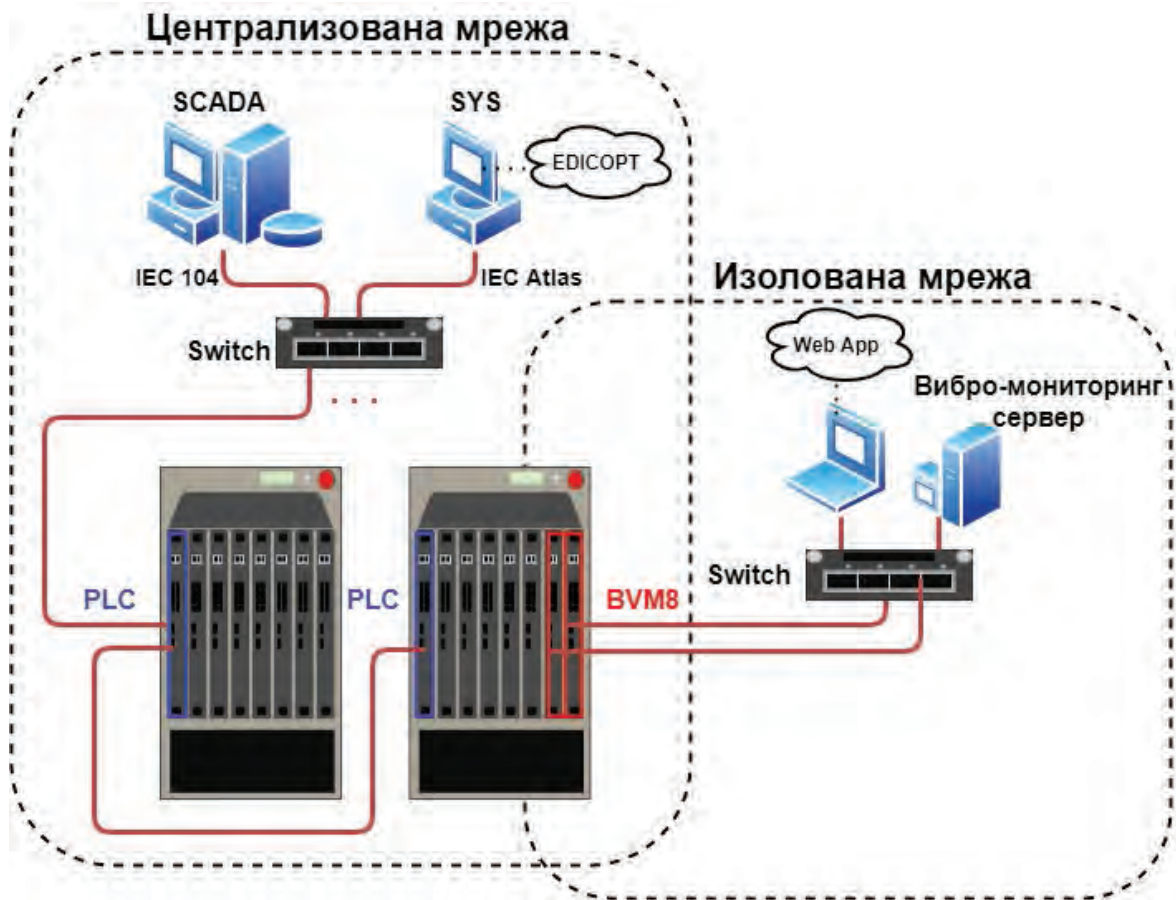 Централизована мрежа
SCADA
SYS
EDICOPT
IEC 104
IEC Atlas
Switch
Изолована мрежа
Web App
Вибро-мониторинг
сервер
Switch
PLC
PLC
BVM8